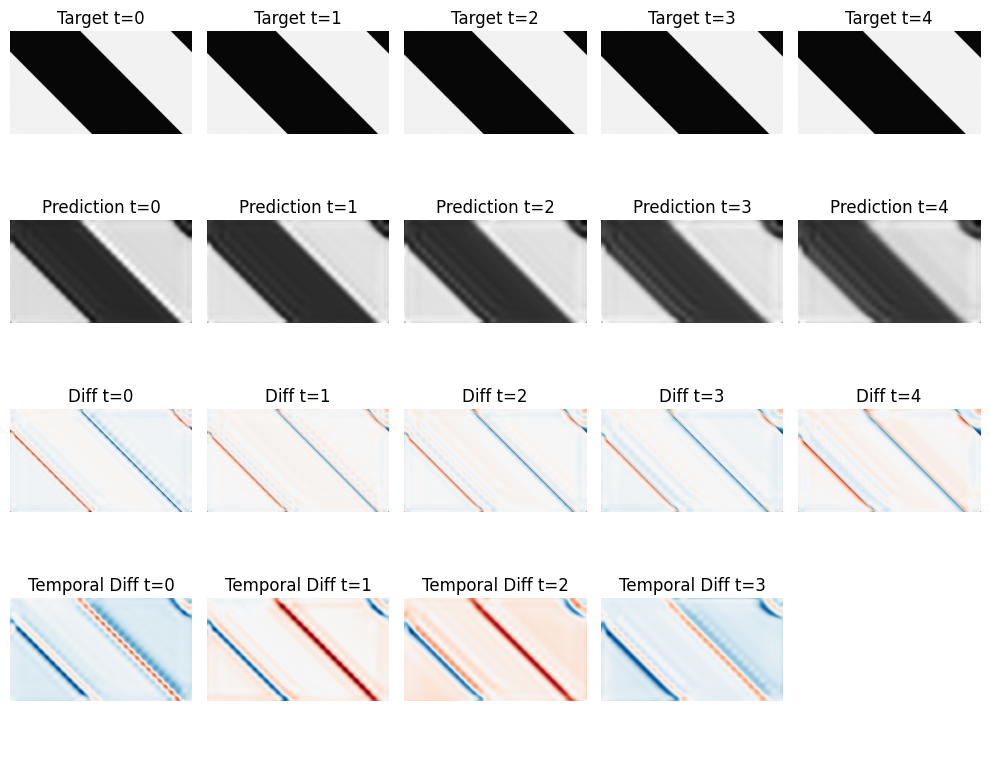 Target t=0 Target t=1 Target t=2 Target t=3 Target t=4
Prediction t=0 Prediction t=1 Prediction t=2 Prediction t=3 Prediction t=4
Diff t=0 Diff t=1 Diff t=2 Diff t=3 Diff t=4
Temporal Diff t=0 Temporal Diff t=1 Temporal Diff t=2 Temporal Diff t=3